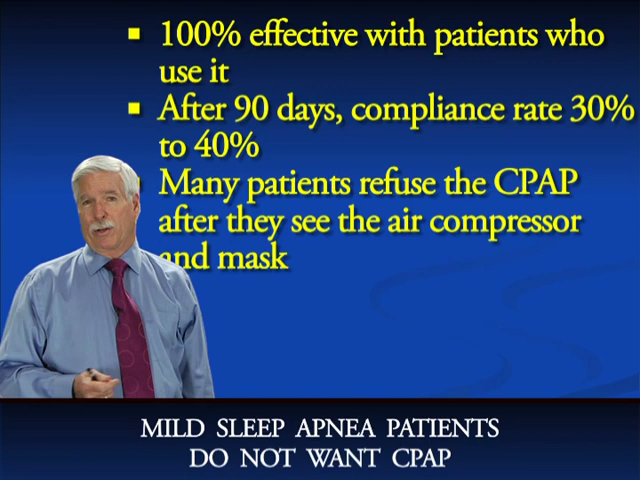 100% effective with patients who
use it
After 90 days, compliance rate 30%
to 40%
Many patients refuse the CPAP
after they see the air compressor
and mask
MILD SLEEP APNEA PATIENTS
DO NOT WANT CPAP